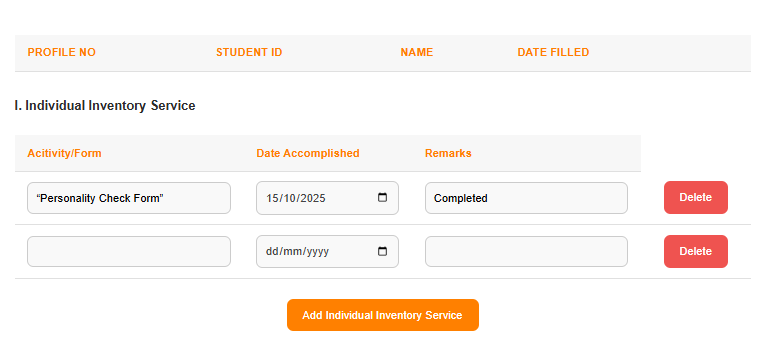 PROFILE NO STUDENT ID NAME DATE FILLED
I. Individual Inventory Service
Acitivity/Form Date Accomplished Remarks
“Personality Check Form” 15/10/2025 Completed Delete
dd/mm/yyyy Delete
Add Individual Inventory Service